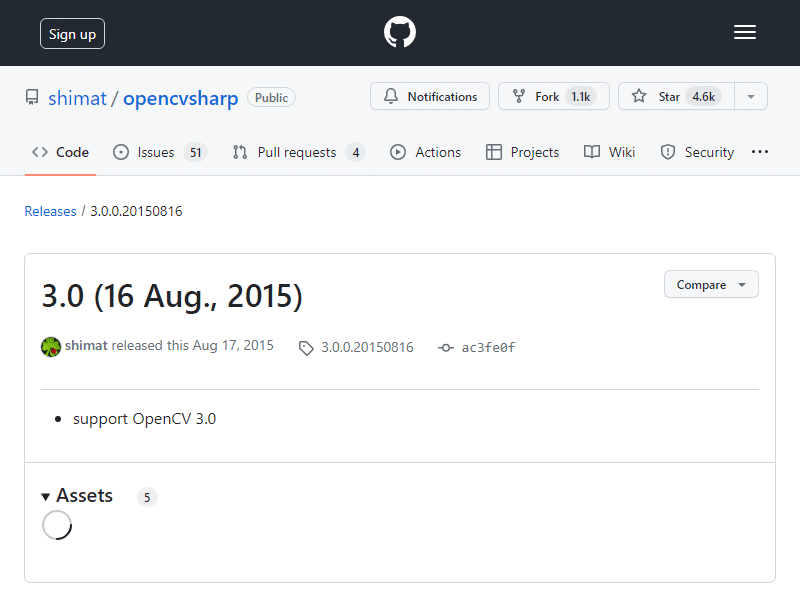 Sign up
shimat / opencvsharp Public
Notifications Fork 1.1k Star 4.6k
Code Issues 51 Pull requests 4 Actions Projects Wiki Security ...
Releases / 3.0.0.20150816
3.0 (16 Aug., 2015)
Compare
shimat released this Aug 17, 2015 3.0.0.20150816 ac3fe0f
• support OpenCV 3.0
Assets 5